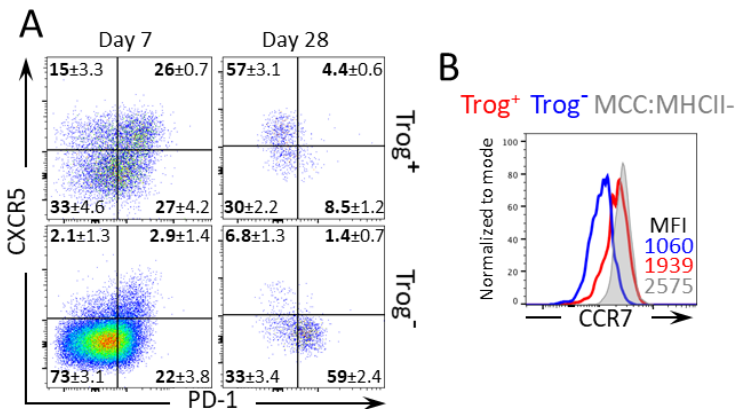 A
Day 7
Day 28
15±3.3
26±0.7
57±3.1
4.4±0.6
33±4.6
27±4.2
30±2.2
8.5±1.2
Trog⁺
2.1±1.3
2.9±1.4
6.8±1.3
1.4±0.7
73±3.1
22±3.8
33±3.4
59±2.4
Trog⁻
CXCR5
PD-1
B
Trog⁺ Trog⁻ MCC:MHCII-
Normalized to mode
100
80
60
40
20
0
MFI
1060
1939
2575
CCR7